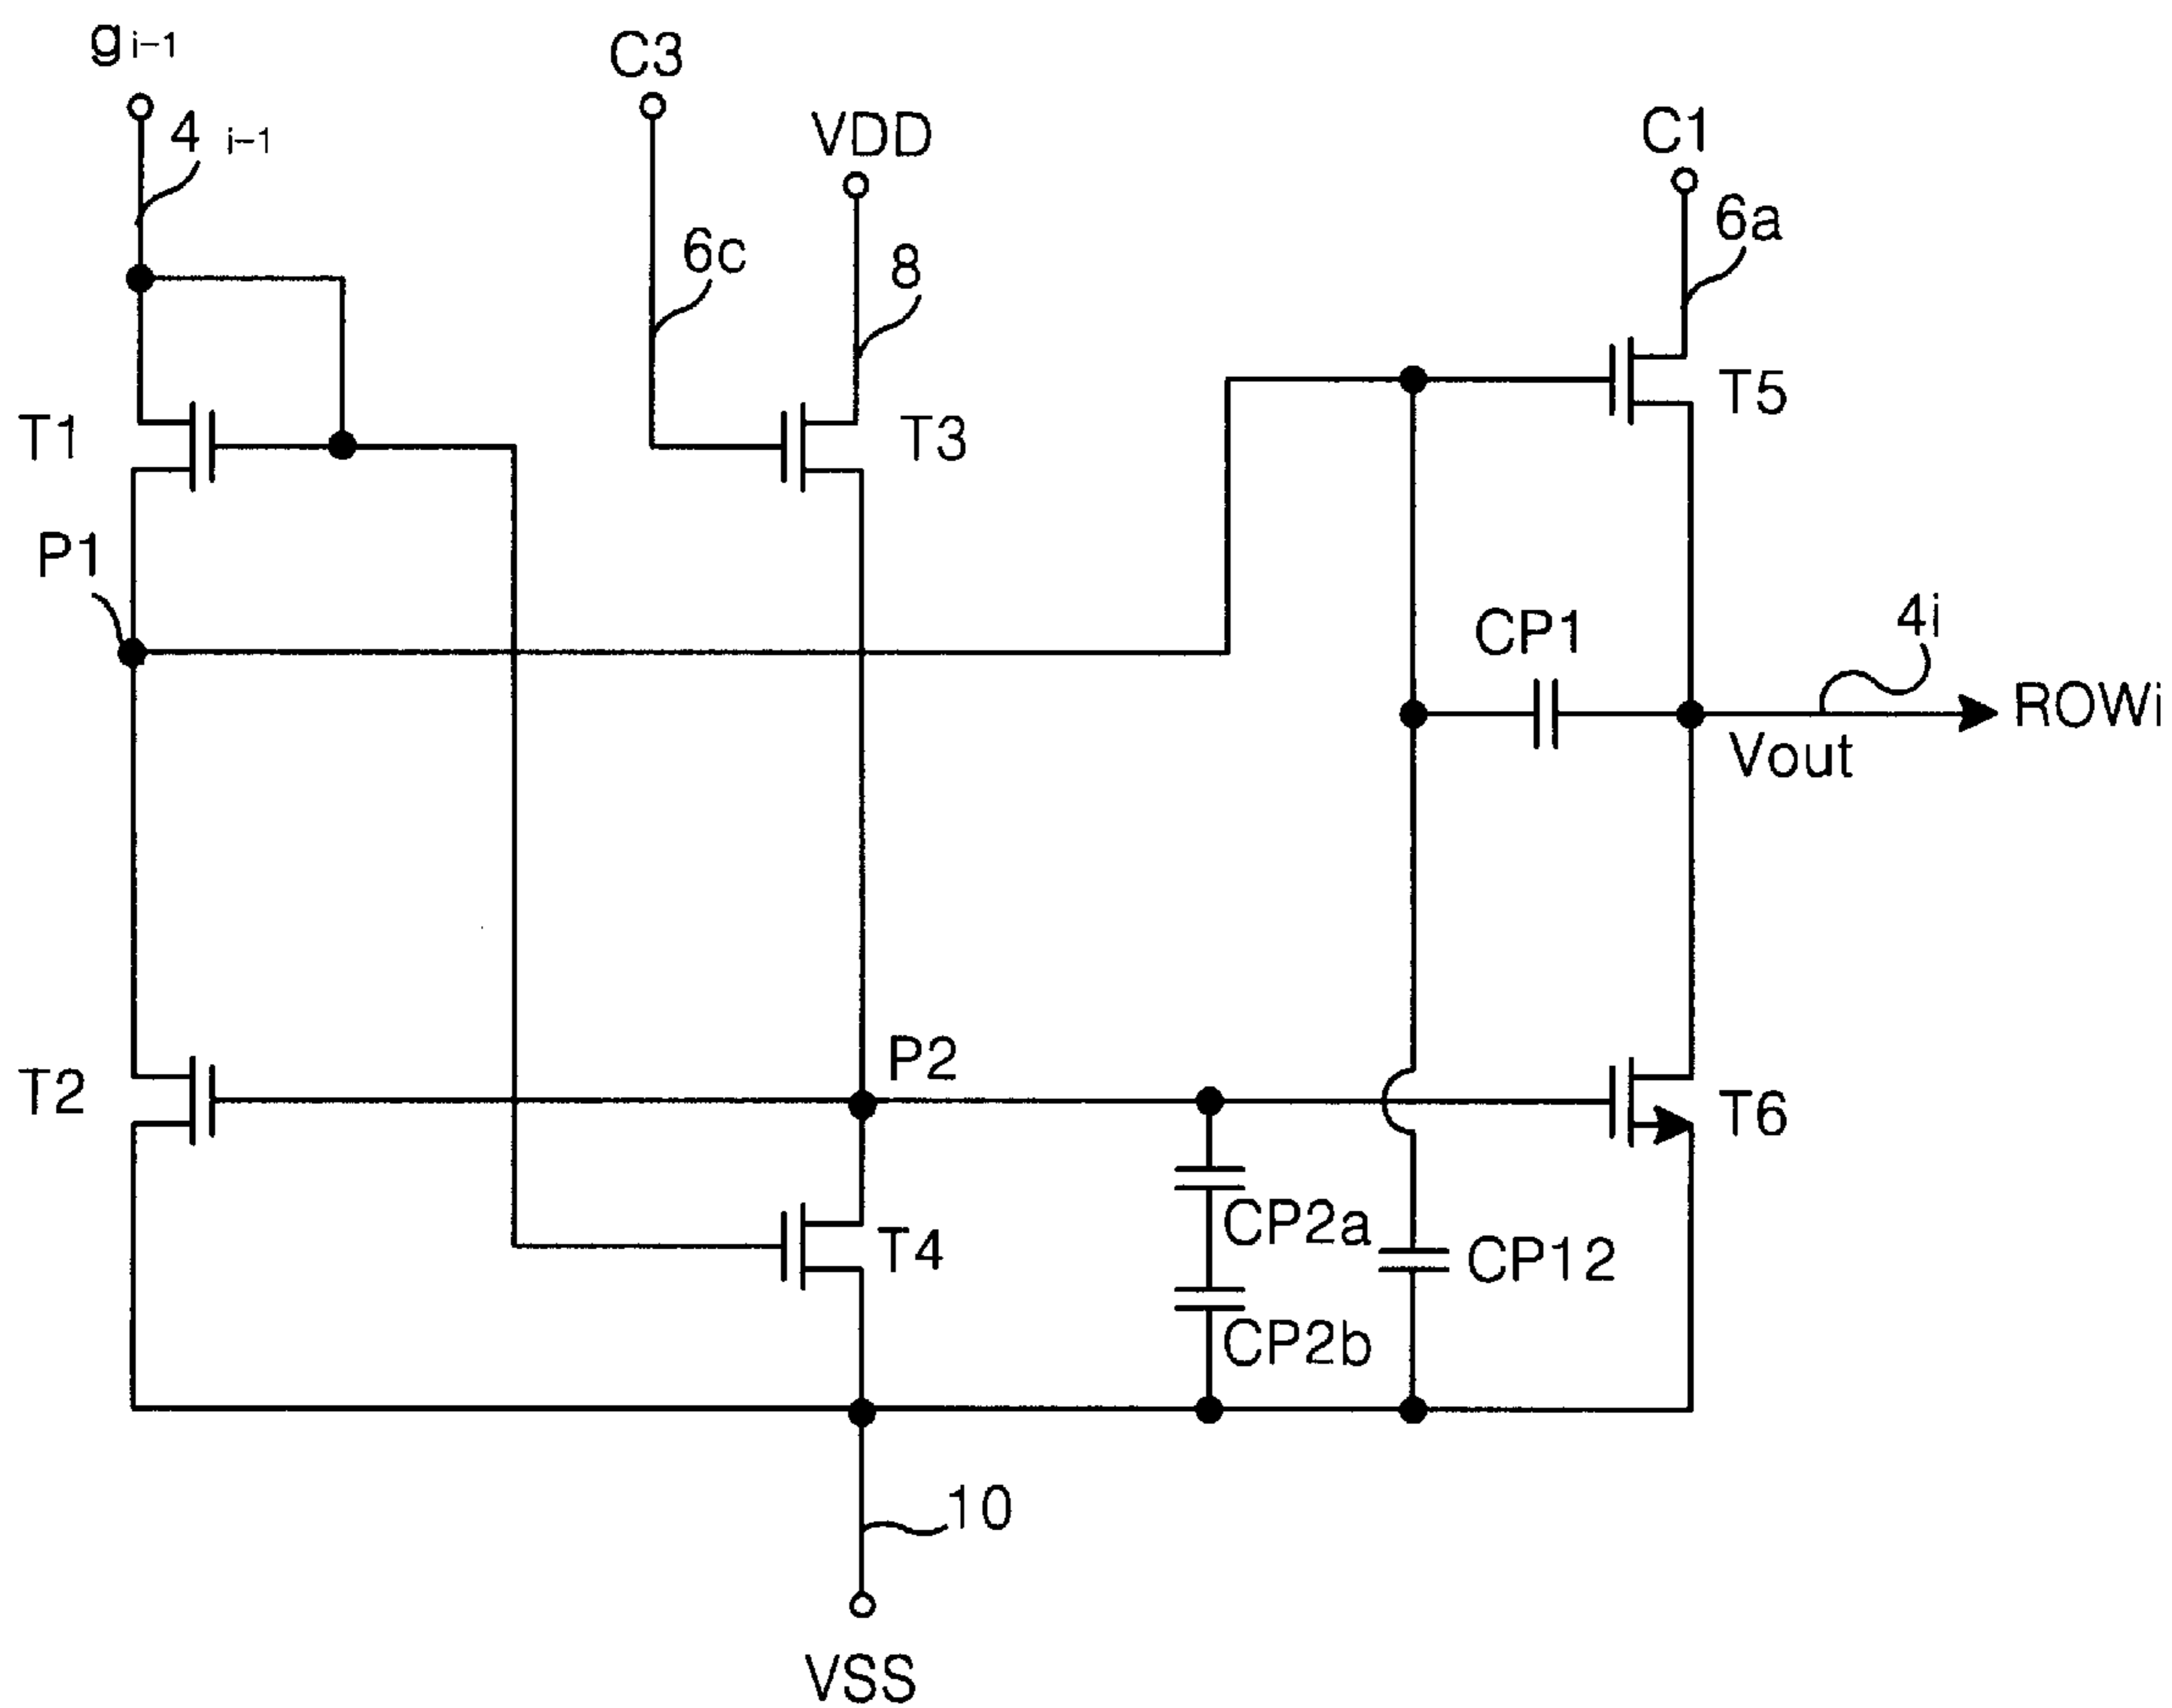 gi-1
C3
4 i-1
VDD
C1
6a
6c
8
T1
T3
T5
P1
CP1
4i
ROWi
Vout
P2
T2
T6
CP2a
T4
CP12
CP2b
10
VSS